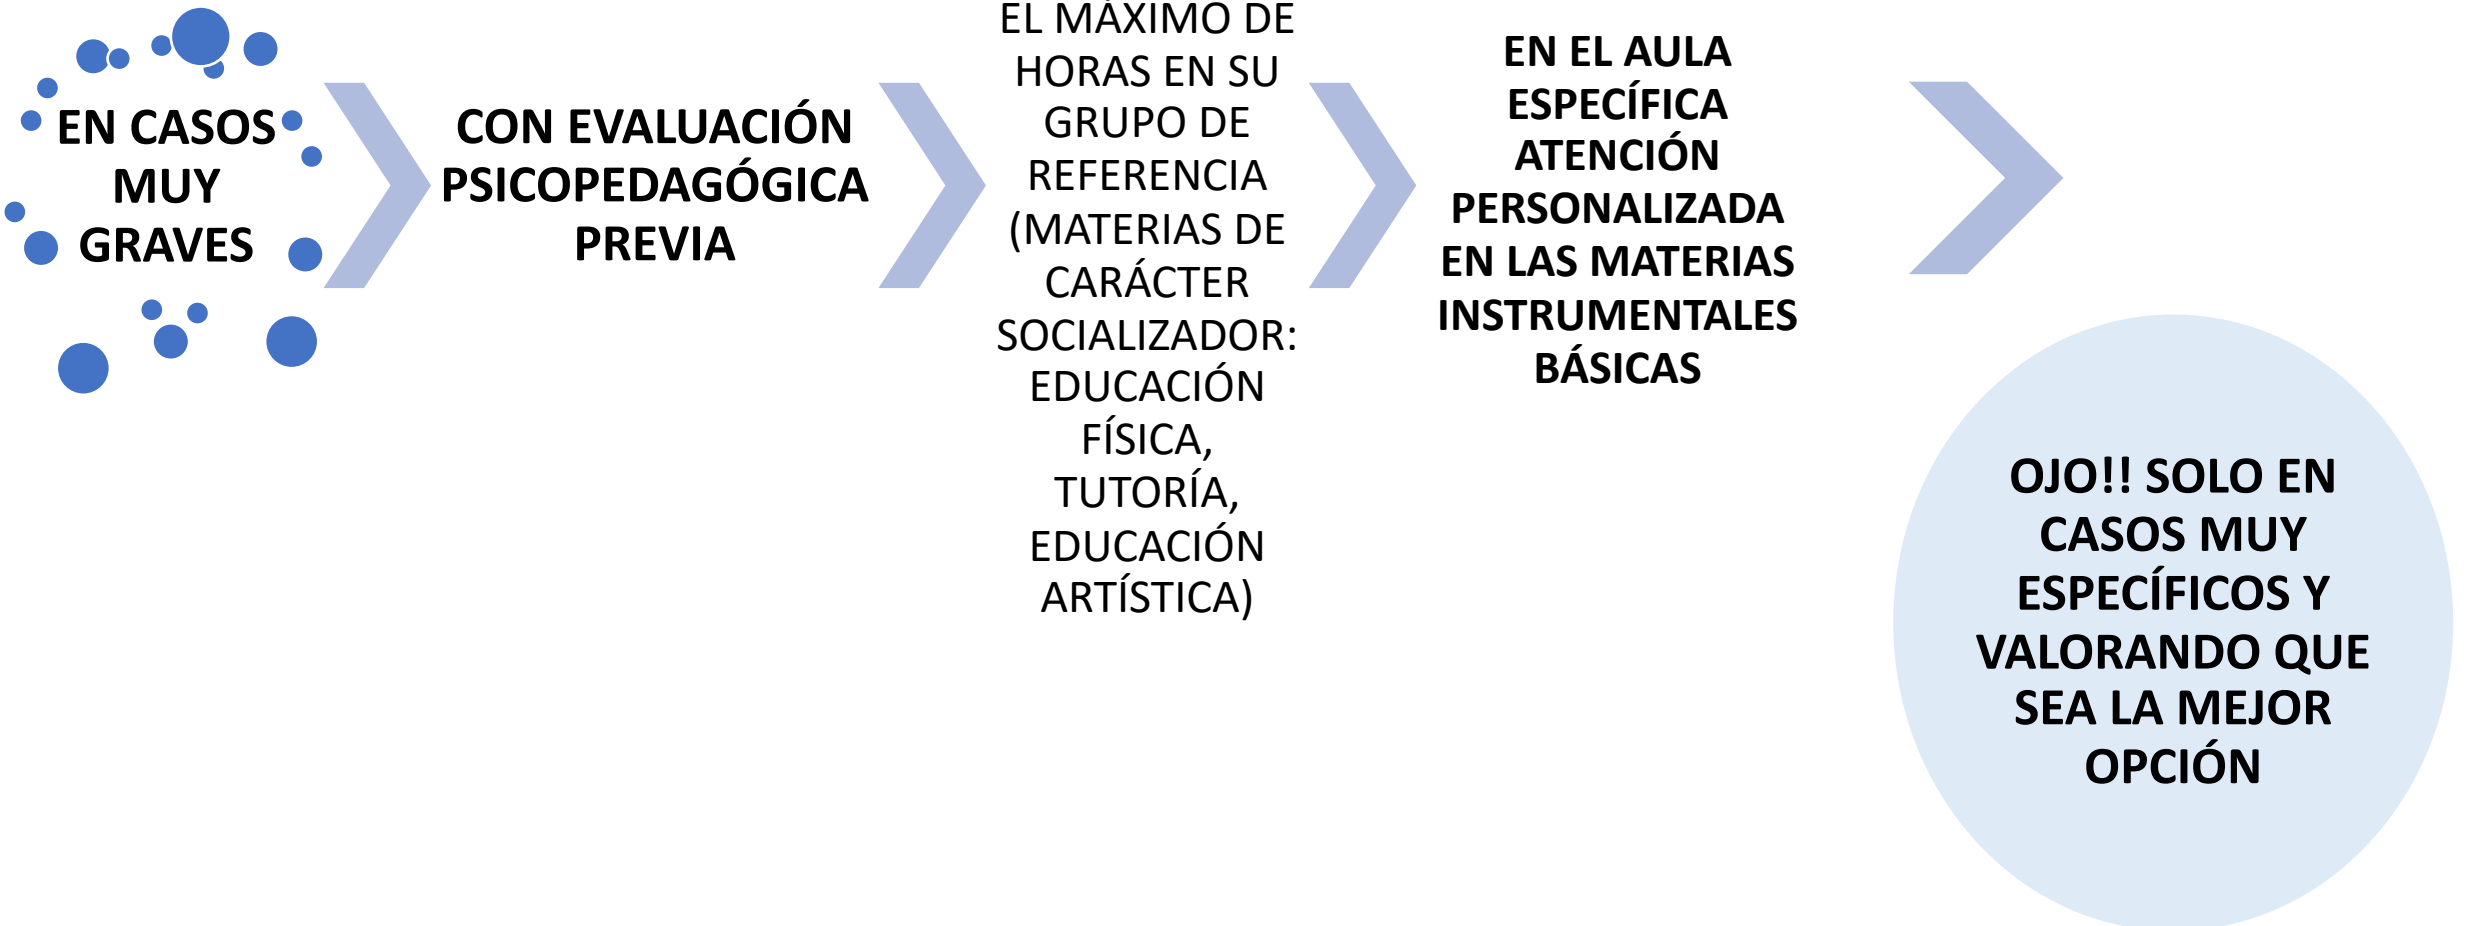 EN CASOS
MUY
GRAVES
CON EVALUACIÓN
PSICOPEDAGÓGICA
PREVIA
EL MÁXIMO DE
HORAS EN SU
GRUPO DE
REFERENCIA
(MATERIAS DE
CARÁCTER
SOCIALIZADOR:
EDUCACIÓN
FÍSICA,
TUTORÍA,
EDUCACIÓN
ARTÍSTICA)
EN EL AULA
ESPECÍFICA
ATENCIÓN
PERSONALIZADA
EN LAS MATERIAS
INSTRUMENTALES
BÁSICAS
OJO!! SOLO EN
CASOS MUY
ESPECÍFICOS Y
VALORANDO QUE
SEA LA MEJOR
OPCIÓN